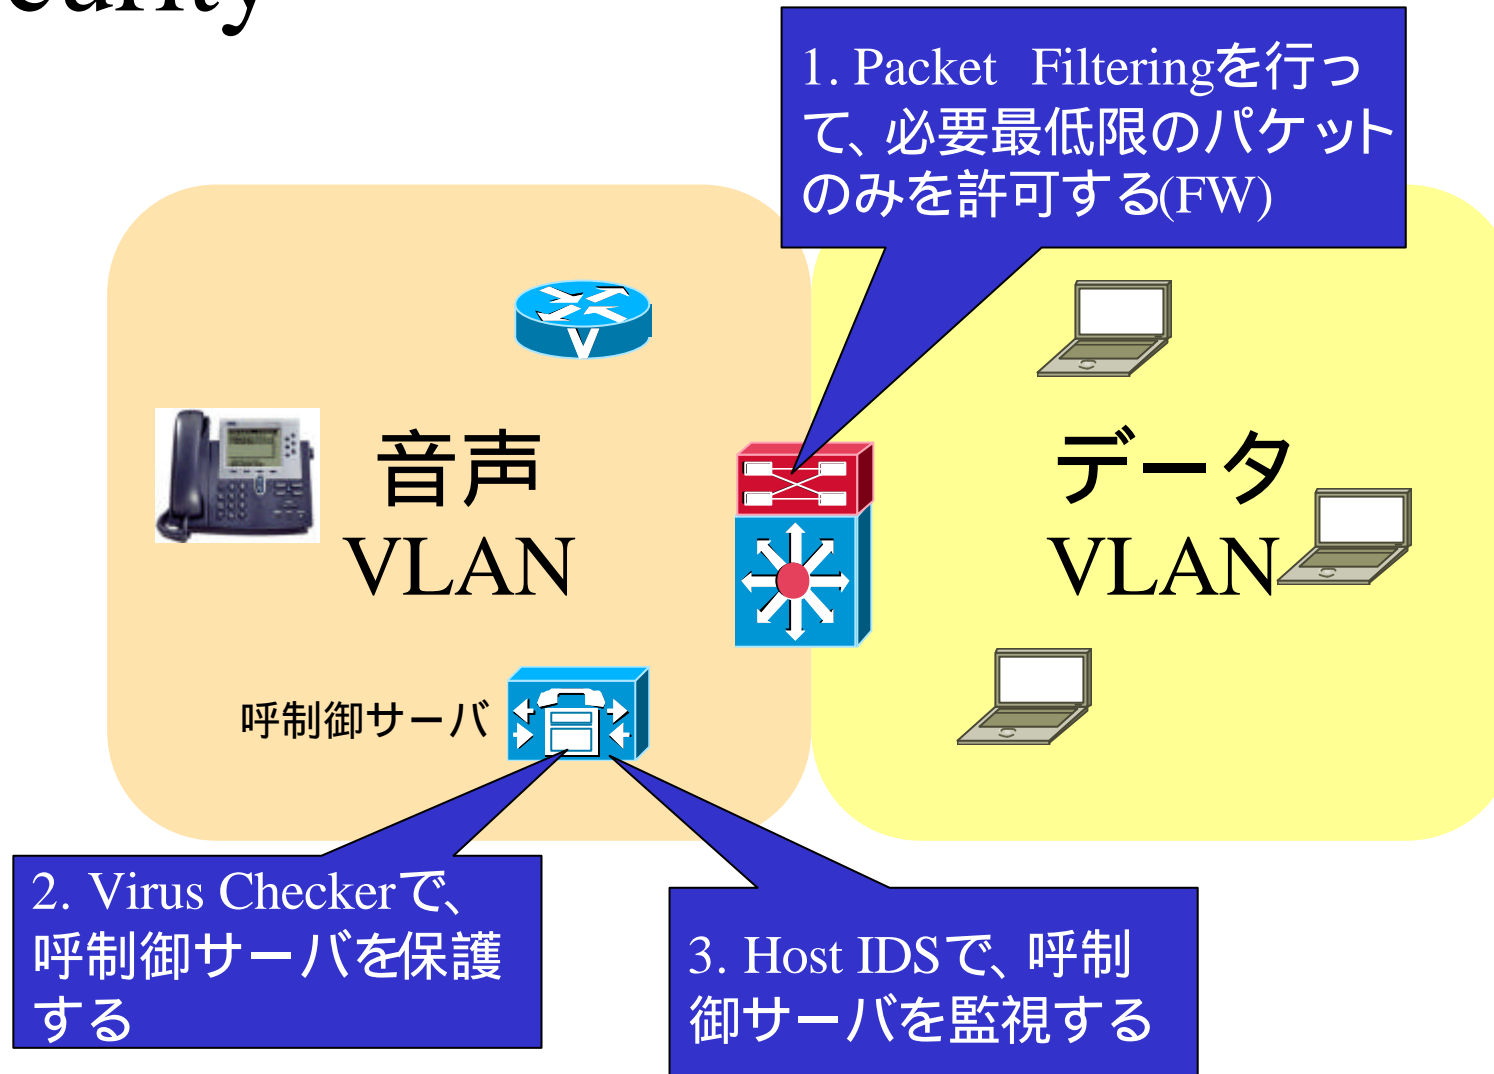 1. Packet Filteringを行っ
て、必要最低限のパケット
のみを許可する(FW)
音声
VLAN
データ
VLAN
V
呼制御サーバ
2. Virus Checkerで、
呼制御サーバを保護
する
3. Host IDSで、呼制
御サーバを監視する